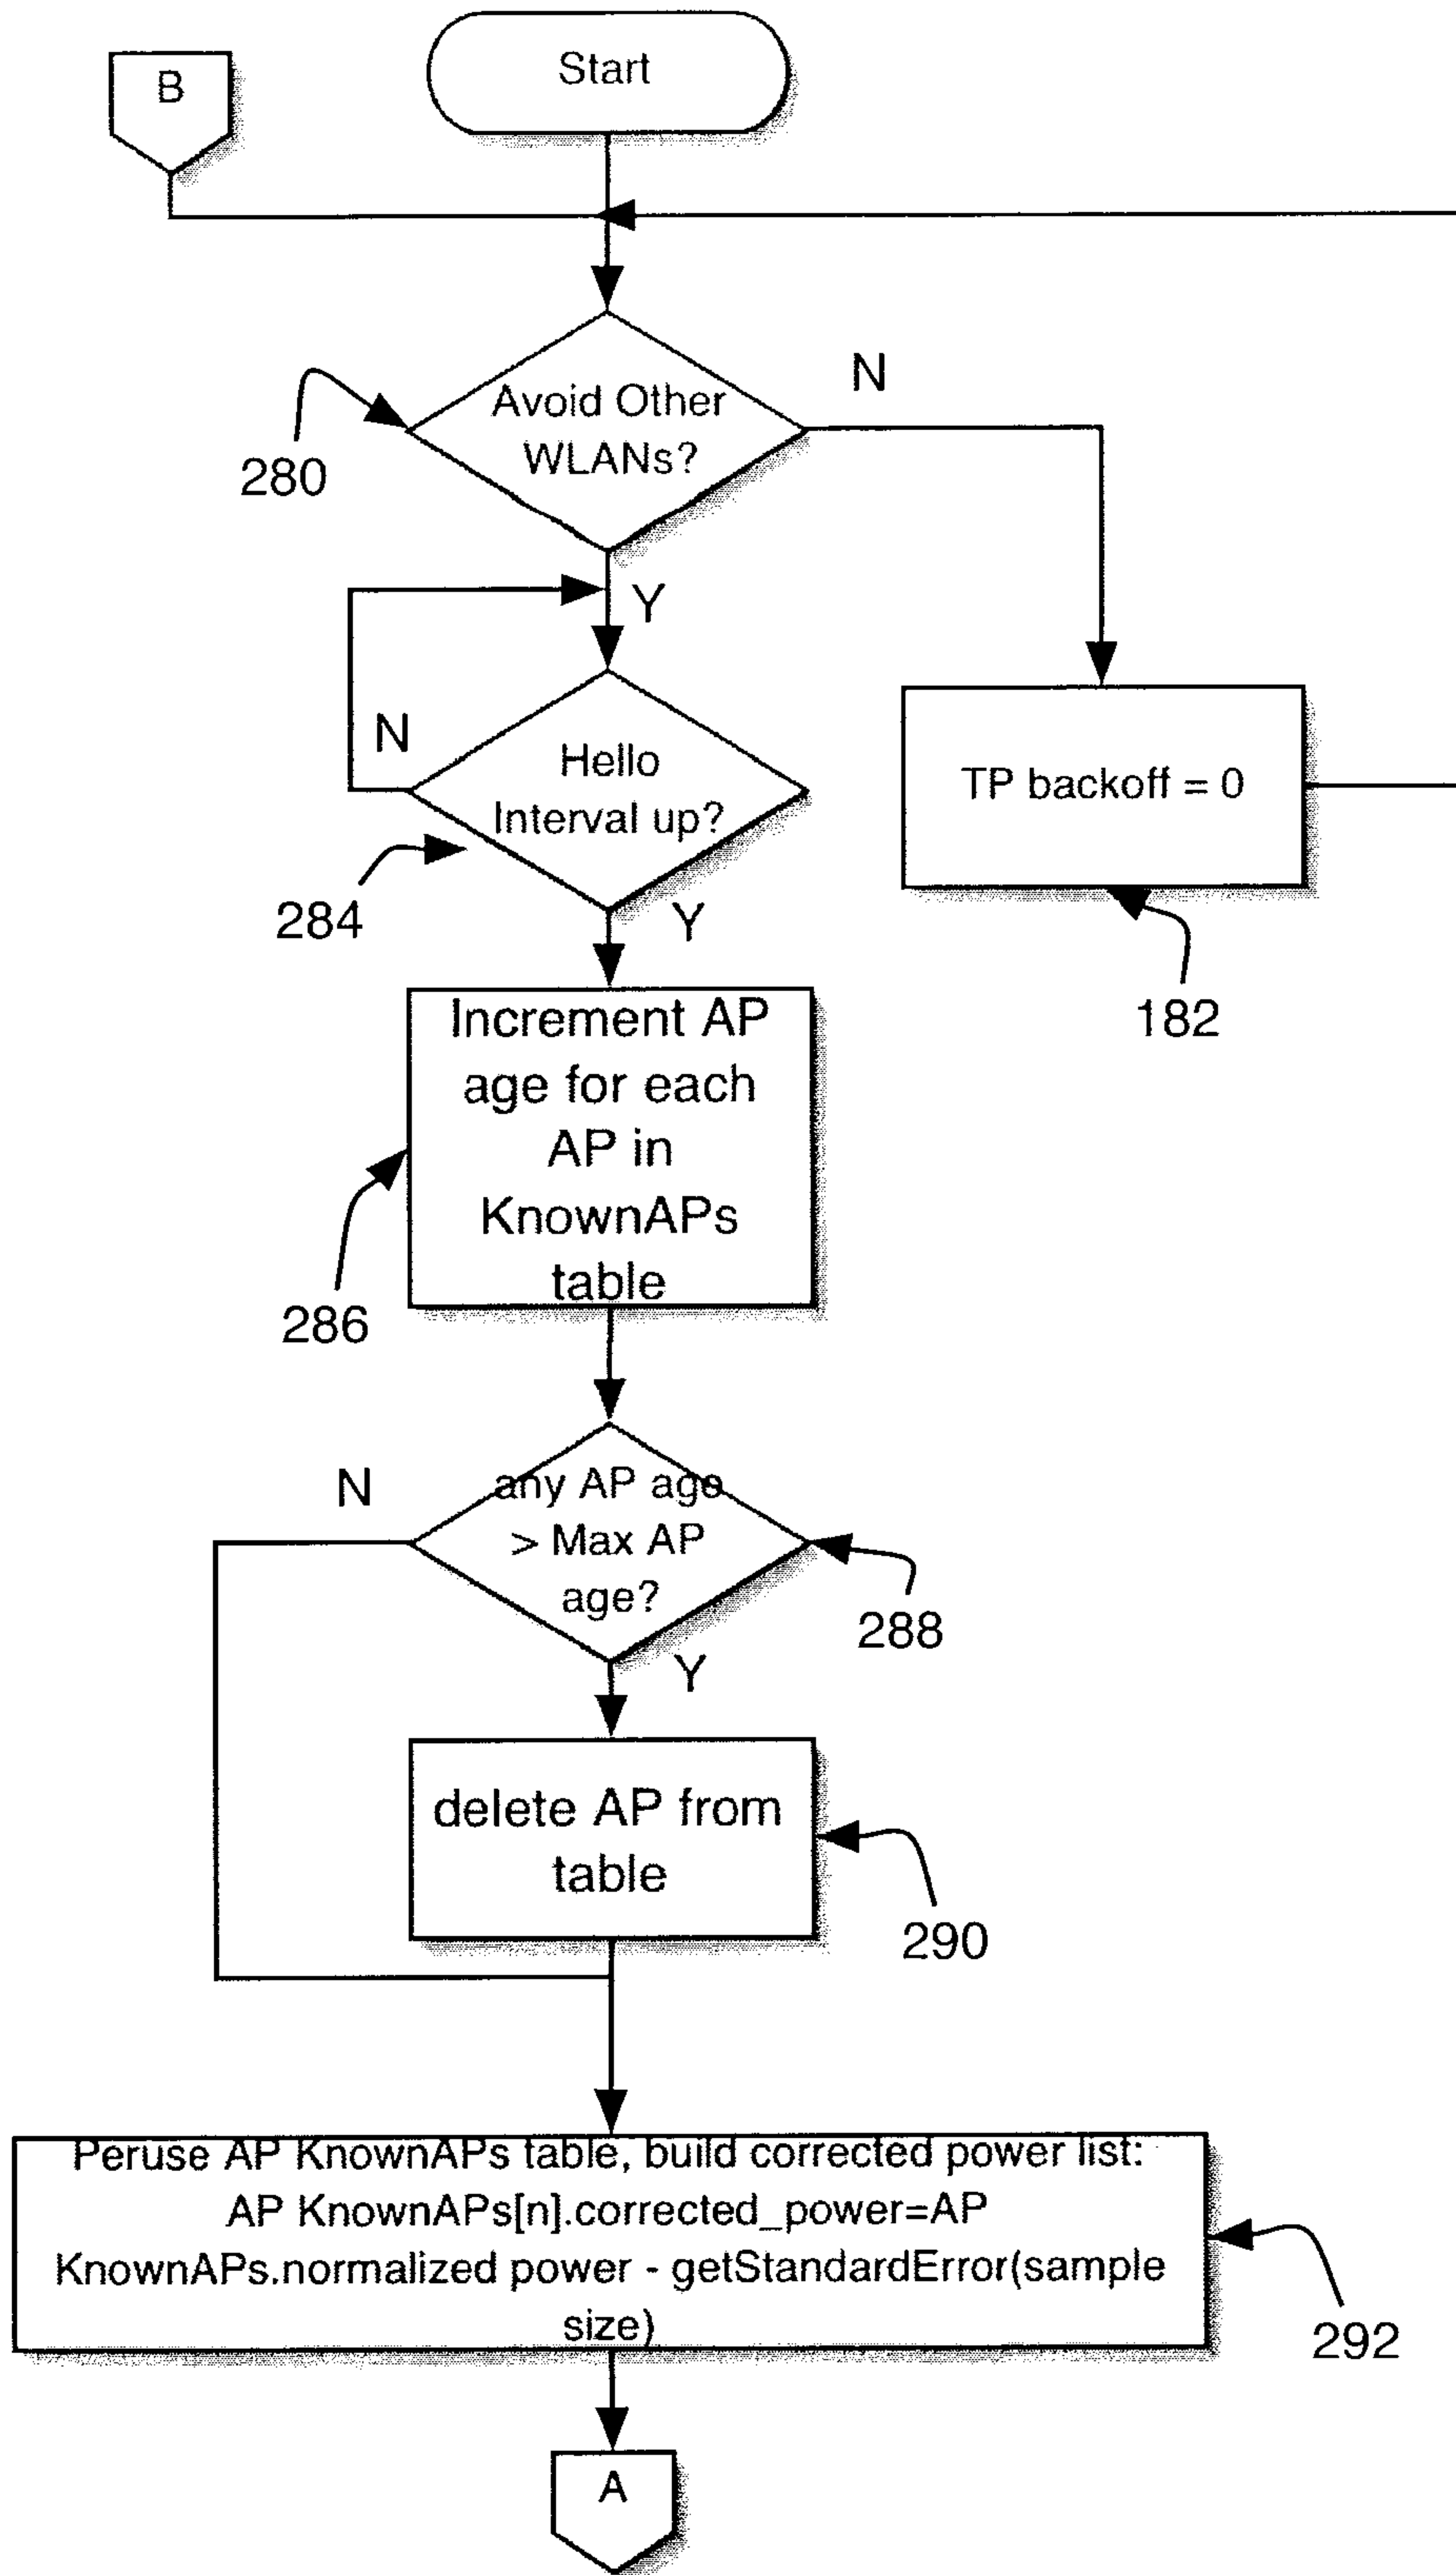 B
Start
Avoid Other
WLANs?
N
280
Y
N
Hello
Interval up?
TP backoff = 0
284
Y
182
Increment AP
age for each
AP in
KnownAPs
table
286
N
any AP age
> Max AP
age?
288
Y
delete AP from
table
290
Peruse AP KnownAPs table, build corrected power list:
AP KnownAPs[n].corrected_power=AP
KnownAPs.normalized power - getStandardError(sample
size)
292
A